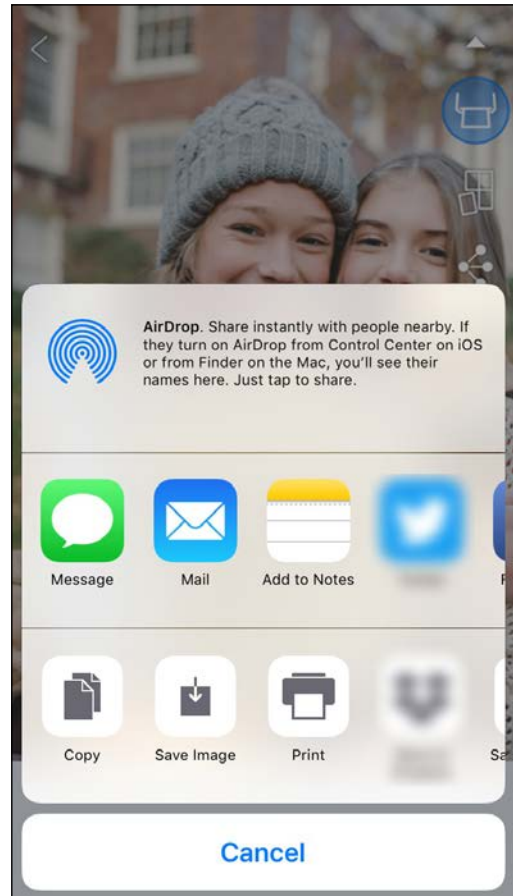 AirDrop. Share instantly with people nearby. If
they turn on AirDrop from Control Center on iOS
or from Finder on the Mac, you'll see their
names here. Just tap to share.
Message
Mail
Add to Notes
Copy
Save Image
Print
Cancel